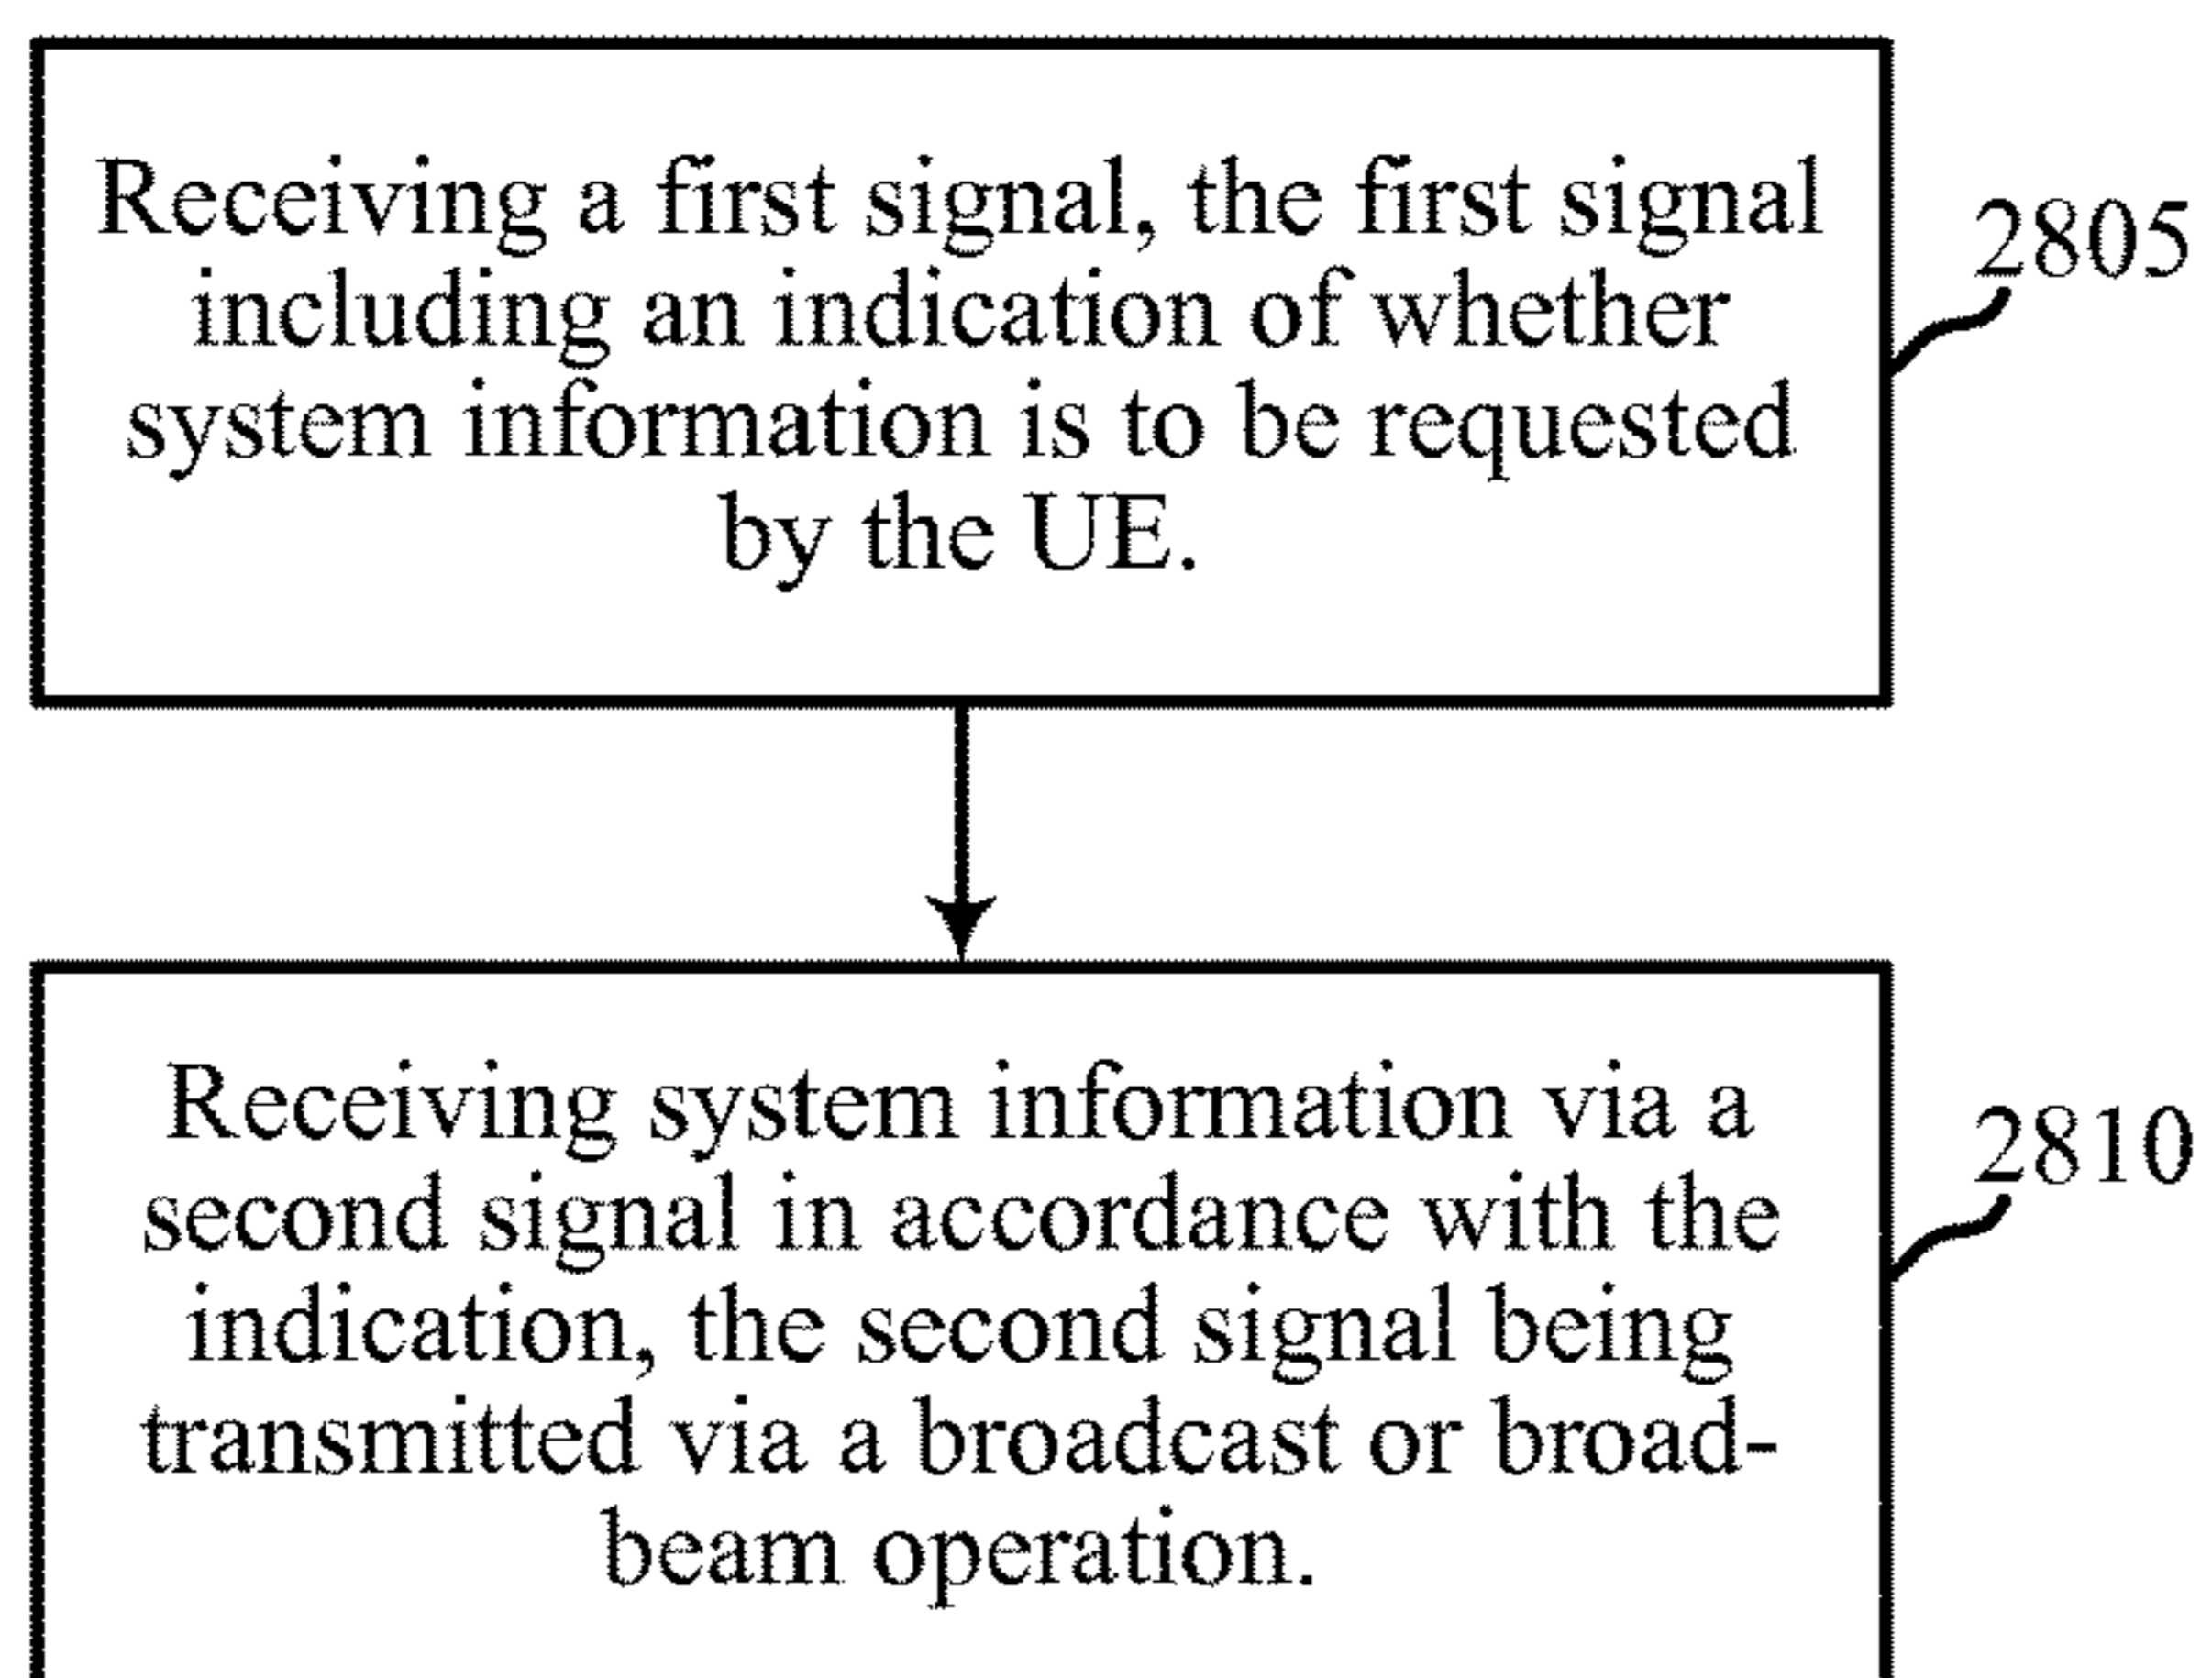 Receiving a first signal, the first signal
including an indication of whether
system information is to be requested
by the UE.
2805
Receiving system information via a
second signal in accordance with the
indication, the second signal being
transmitted via a broadcast or broad-
beam operation.
2810